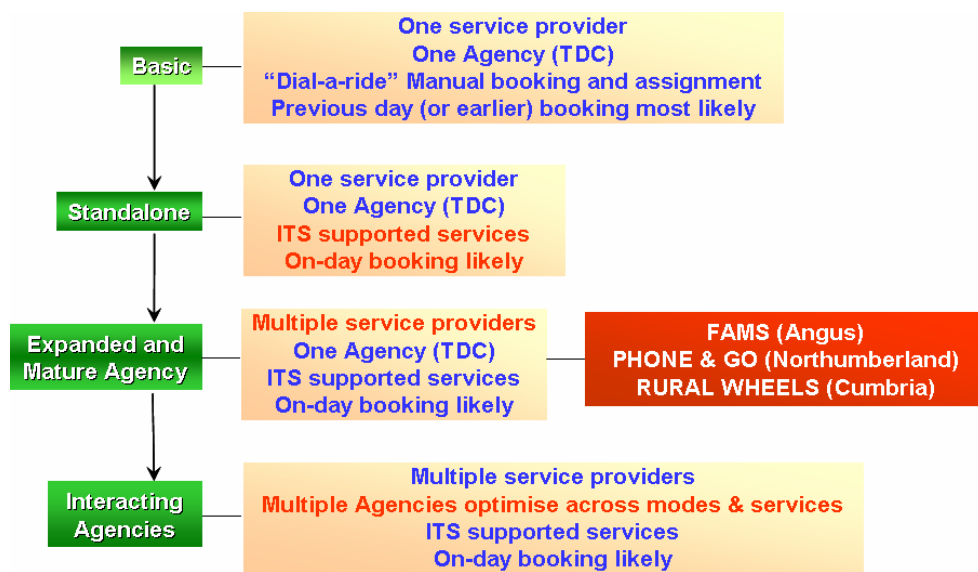 One service provider
One Agency (TDC)
“Dial-a-ride” Manual booking and assignment
Previous day (or earlier) booking most likely
Basic
One service provider
One Agency (TDC)
ITS supported services
On-day booking likely
Standalone
Multiple service providers
One Agency (TDC)
ITS supported services
On-day booking likely
Expanded and
Mature Agency
FAMS (Angus)
PHONE & GO (Northumberland)
RURAL WHEELS (Cumbria)
Multiple service providers
Multiple Agencies optimise across modes & services
ITS supported services
On-day booking likely
Interacting
Agencies